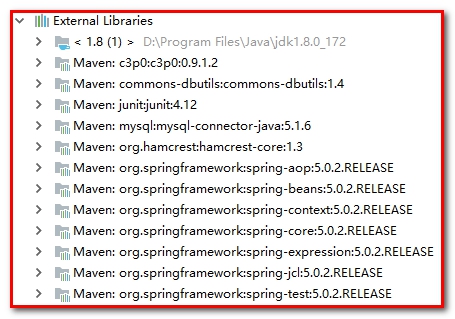 External Libraries
< 1.8 (1) > D:\Program Files\Java\jdk1.8.0_172
Maven: c3p0:c3p0:0.9.1.2
Maven: commons-dbutils:commons-dbutils:1.4
Maven: junit:junit:4.12
Maven: mysql:mysql-connector-java:5.1.6
Maven: org.hamcrest:hamcrest-core:1.3
Maven: org.springframework:spring-aop:5.0.2.RELEASE
Maven: org.springframework:spring-beans:5.0.2.RELEASE
Maven: org.springframework:spring-context:5.0.2.RELEASE
Maven: org.springframework:spring-core:5.0.2.RELEASE
Maven: org.springframework:spring-expression:5.0.2.RELEASE
Maven: org.springframework:spring-jcl:5.0.2.RELEASE
Maven: org.springframework:spring-test:5.0.2.RELEASE